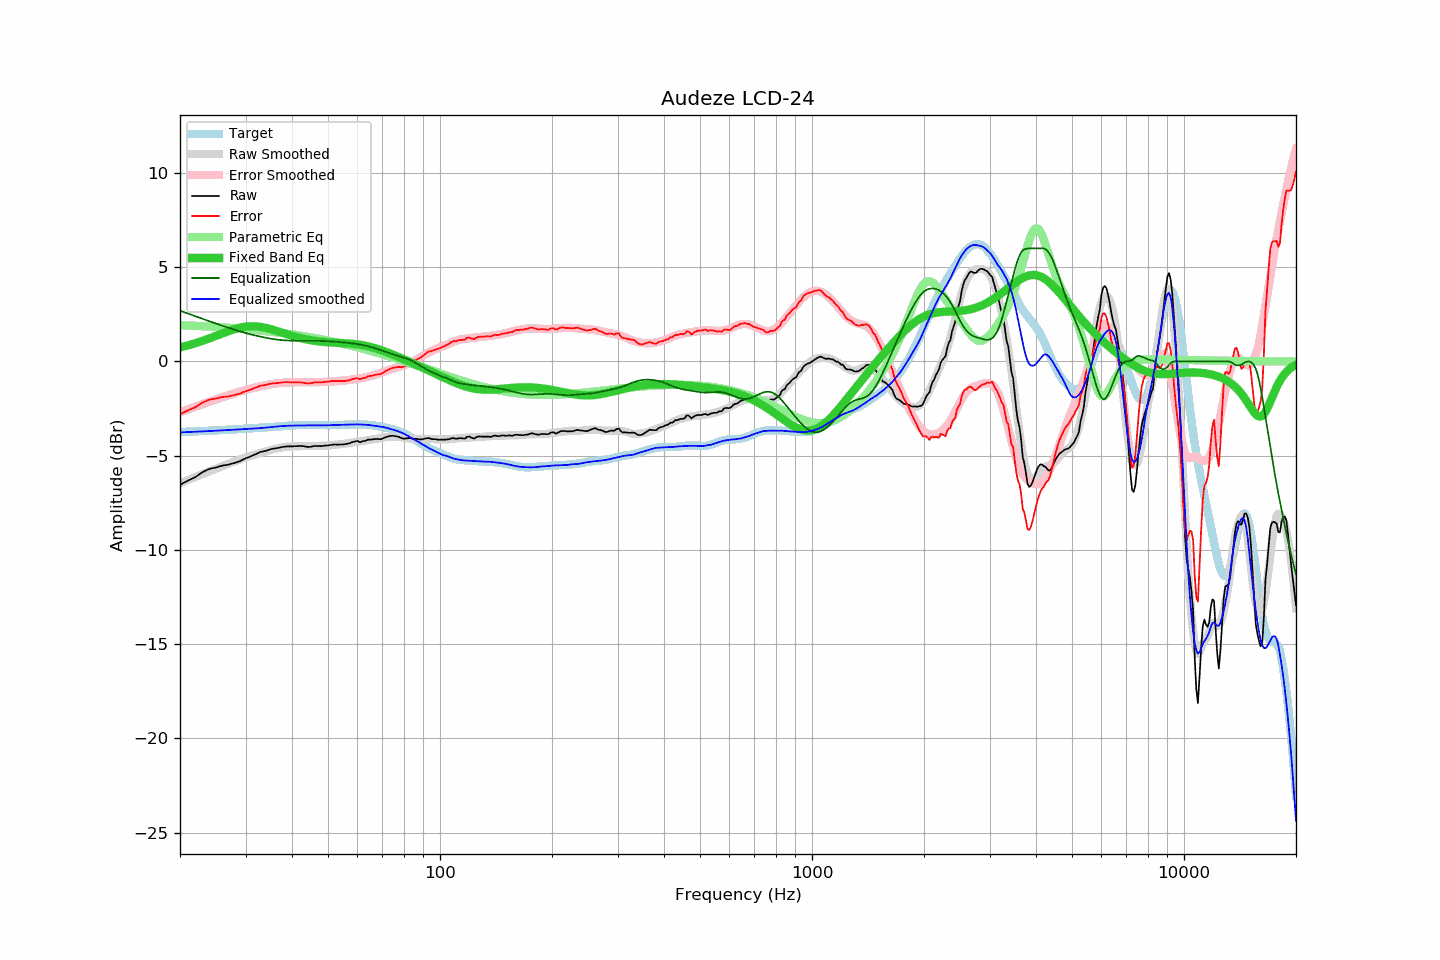 Audeze LCD-24
Target
Raw Smoothed
Error Smoothed
Raw
Error
Parametric Eq
Fixed Band Eq
Equalization
Equalized smoothed
10
5
0
−5
−10
−15
−20
−25
Amplitude (dBr)
100
1000
10000
Frequency (Hz)